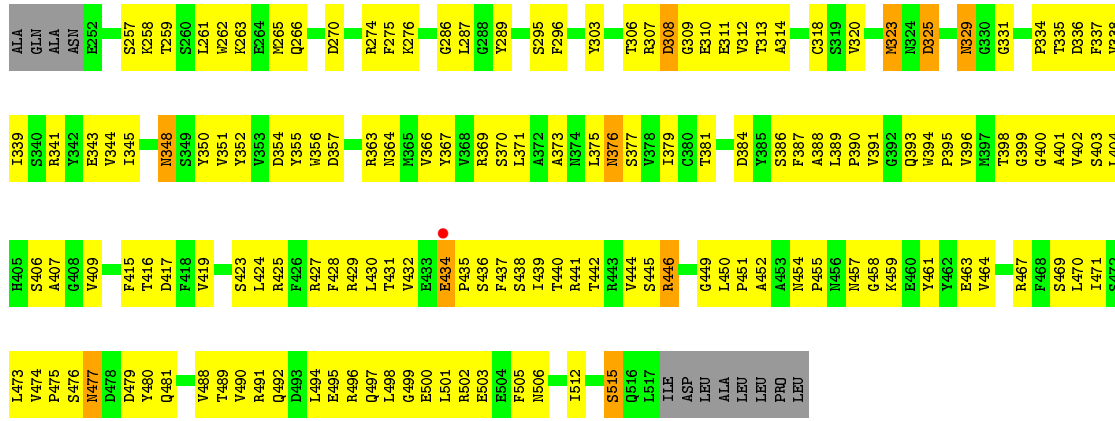 ALA GLN ALA ASN E252 S257 K258 T259 S260 L261 W262 K263 E264 M265 Q266 D270 R274 F275 K276 G286 L287 G288 Y289 S295 F296 Y303 T306 R307 D308 G309 E310 E311 V312 T313 A314 C318 S319 V320 M323 N324 D325 N329 G330 G331 P334 T335 D336 F337 V338
I339 S340 R341 Y342 E343 V344 I345 N348 S349 Y350 V351 Y352 V353 D354 Y355 W356 D357 R363 N364 M365 V366 Y367 V368 R369 S370 L371 A372 A373 N374 L375 N376 S377 V378 I379 C380 T381 D384 Y385 S386 F387 A388 L389 P390 V391 G392 Q393 W394 P395 V396 M397 T398 G399 G400 A401 V402 S403 L404
H405 S406 A407 G408 V409 F415 T416 D417 F418 V419 S423 L424 R425 F426 R427 F428 R429 L430 T431 V432 E433 E434 P435 S436 F437 S438 I439 T440 R441 T442 R443 V444 S445 R446 G449 L450 P451 A452 A453 N454 P455 N456 N457 G458 K459 E460 Y461 Y462 E463 V464 R467 F468 S469 L470 I471 S472
L473 V474 P475 S476 N477 D478 D479 Y480 Q481 V488 T489 V490 R491 Q492 D493 L494 E495 R496 Q497 L498 G499 E500 L501 R502 E503 E504 F505 N506 I512 S515 Q516 L517 ILE ASP LEU ALA LEU LEU PRO LEU